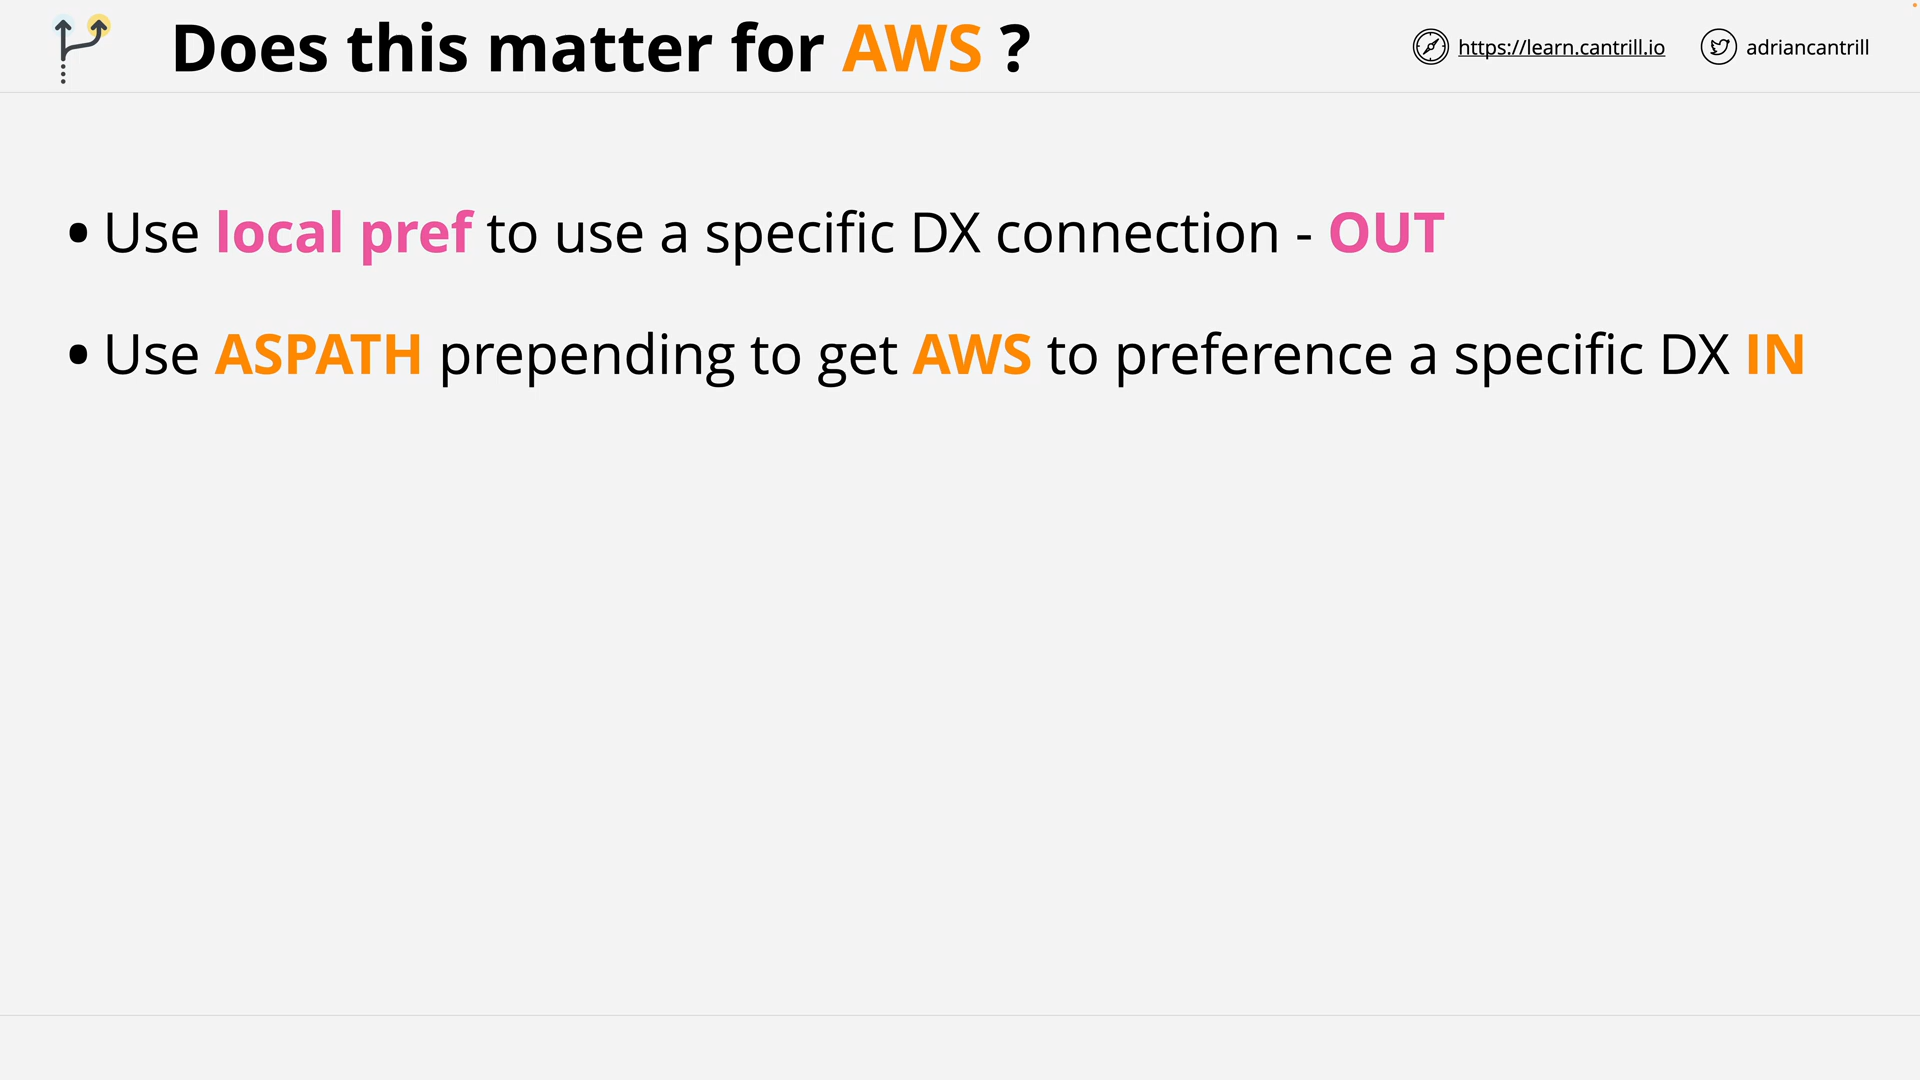 Does this matter for AWS ?
https://learn.cantrill.io
adriancantrill
• Use local pref to use a specific DX connection - OUT
• Use ASPATH prepending to get AWS to preference a specific DX IN